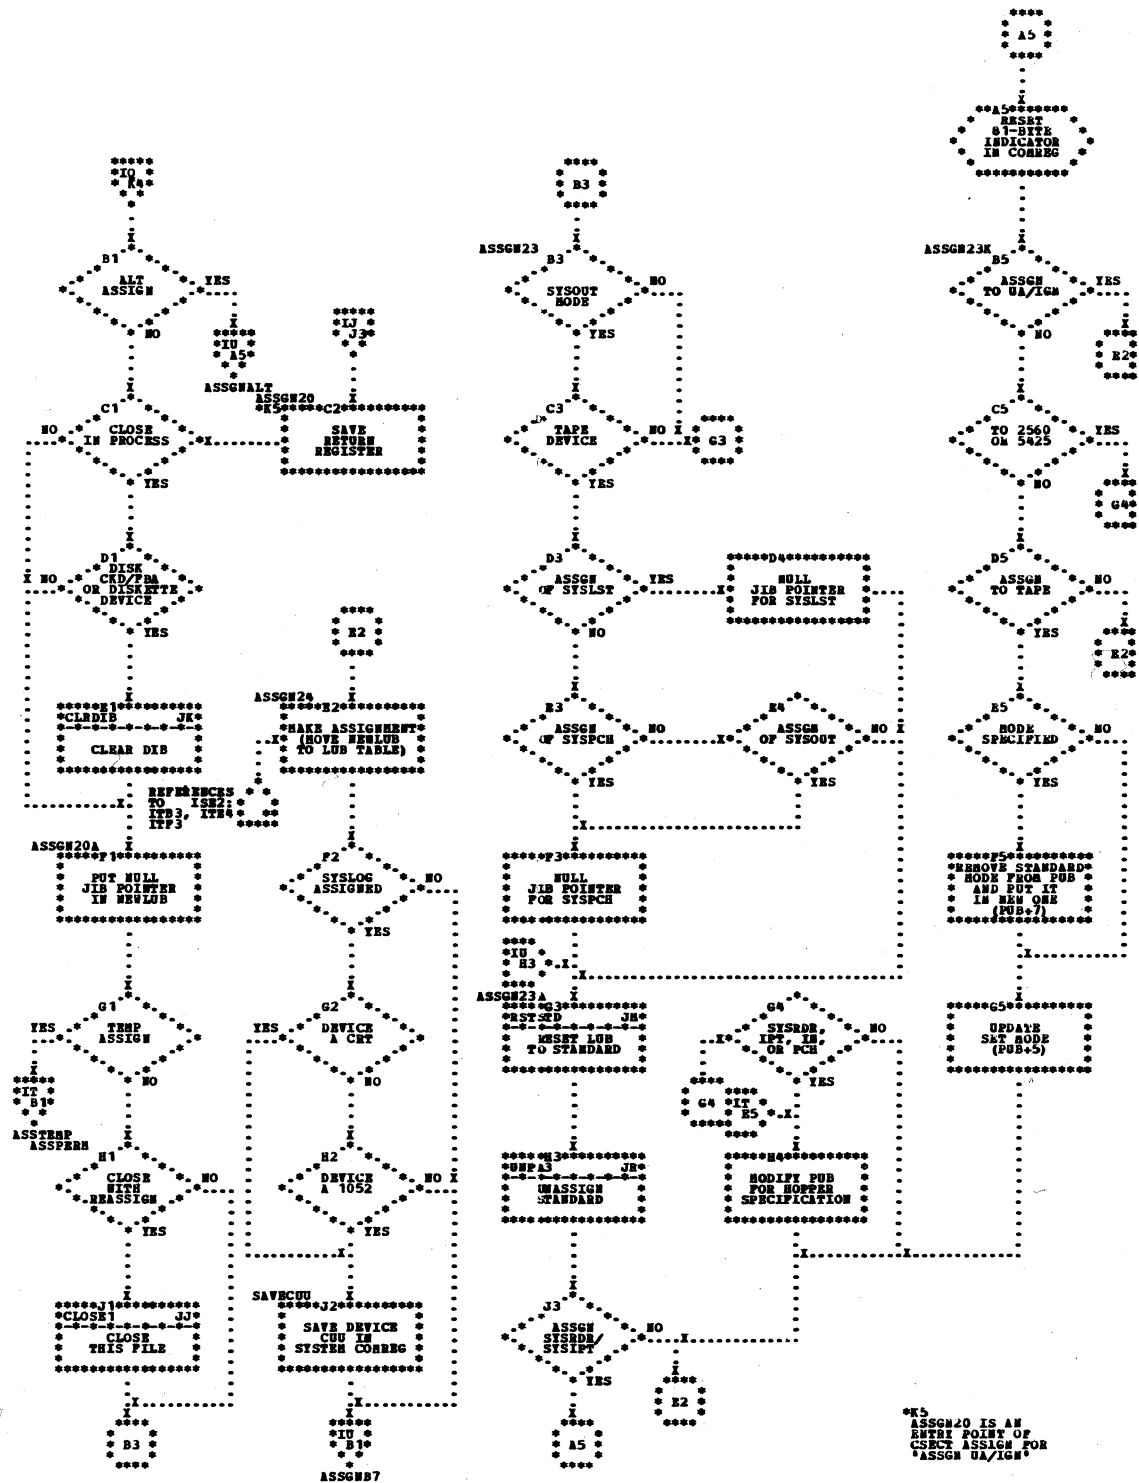 A5
A5
RESET
81-BITE
INDICATOR
IN COMREG
IQ
K4
B3
B1
ALT
ASSIGN
YES
NO
IU
A5
ASSGNALT
IJ
J3
ASSGN23
B3
SYSOUT
MODE
NO
YES
ASSGN23K
B5
ASSGN
TO UA/IGN
YES
NO
E2
C1
CLOSE
IN PROCESS
NO
YES
ASSGN20
*K5 C2
SAVE
RETURN
REGISTER
C3
TAPE
DEVICE
NO
YES
G3
C5
TO 2560
OR 5425
YES
NO
G4
D1
DISK
CKD/FBA
OR DISKETTE
DEVICE
NO
YES
D3
ASSGN
OF SYSLST
YES
NO
D4
NULL
JIB POINTER
FOR SYSLST
D5
ASSGN
TO TAPE
NO
YES
E2
E2
E1
CLRDIB JK
CLEAR DIB
ASSGN24
E2
MAKE ASSIGNMENT
(MOVE NEWLUB
TO LUB TABLE)
REFERENCES
TO ISE2:
ITB3, ITE4
ITF3
E3
ASSGN
OF SYSPCH
NO
YES
E4
ASSGN
OF SYSOUT
NO
YES
E5
MODE
SPECIFIED
NO
YES
ASSGN20A
F1
PUT NULL
JIB POINTER
IN NEWLUB
F2
SYSLOG
ASSIGNED
NO
YES
F3
NULL
JIB POINTER
FOR SYSPCH
F5
REMOVE STANDARD
MODE FROM PUB
AND PUT IT
IN NEW ONE
(PUB+7)
IU
H3
G1
TEMP
ASSIGN
YES
NO
IT
B1
ASSTEMP
ASSPERM
G2
DEVICE
A CRT
YES
NO
ASSGN23A
G3
RSTSTD JM
RESET LUB
TO STANDARD
G4
SYSRDR,
IPT, IN,
OR PCH
NO
YES
G4
IT
E5
G5
UPDATE
SET MODE
(PUB+5)
H1
CLOSE
WITH
REASSIGN
NO
YES
H2
DEVICE
A 1052
NO
YES
H3
UNPA3 JR
UNASSIGN
STANDARD
H4
MODIFY PUB
FOR HOPPER
SPECIFICATION
J1
CLOSE1 JJ
CLOSE
THIS FILE
SAVECUU
J2
SAVE DEVICE
CUU IN
SYSTEM COMREG
J3
ASSGN
SYSRDR/
SYSIPT
NO
YES
E2
B3
IU
B1
ASSGNB7
A5
*K5
ASSGN20 IS AN
ENTRY POINT OF
CSECT ASSIGN FOR
'ASSGN UA/IGN'